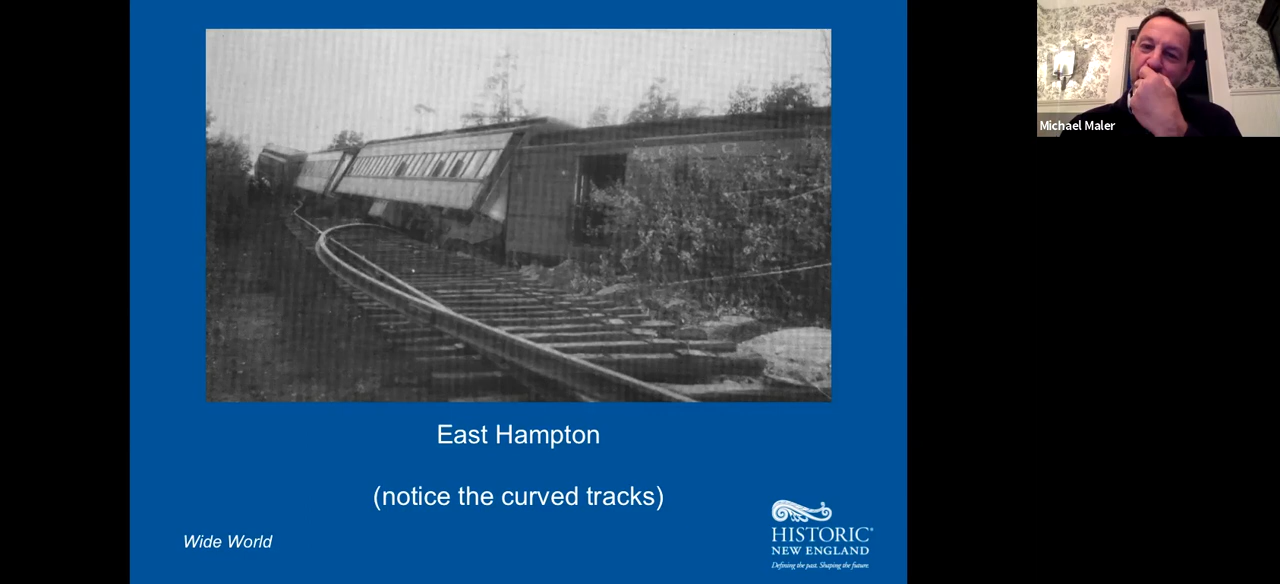 LONG
East Hampton
(notice the curved tracks)
Wide World
HISTORIC®
NEW ENGLAND
Defining the past. Shaping the future.
Michael Maler